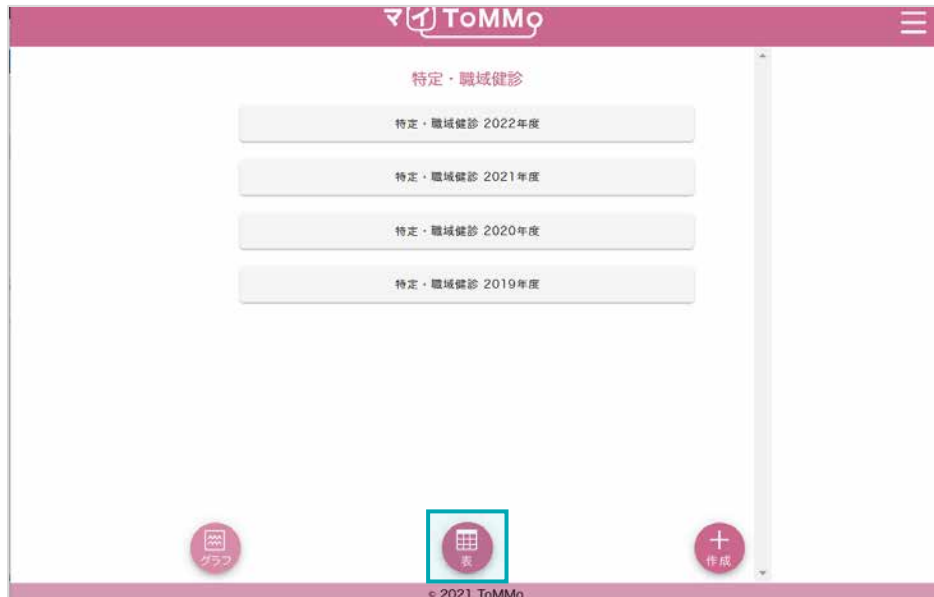 マイToMMo
特定・職域健診
特定・職域健診 2022年度
特定・職域健診 2021年度
特定・職域健診 2020年度
特定・職域健診 2019年度
グラフ
表
作成
© 2021 ToMMo